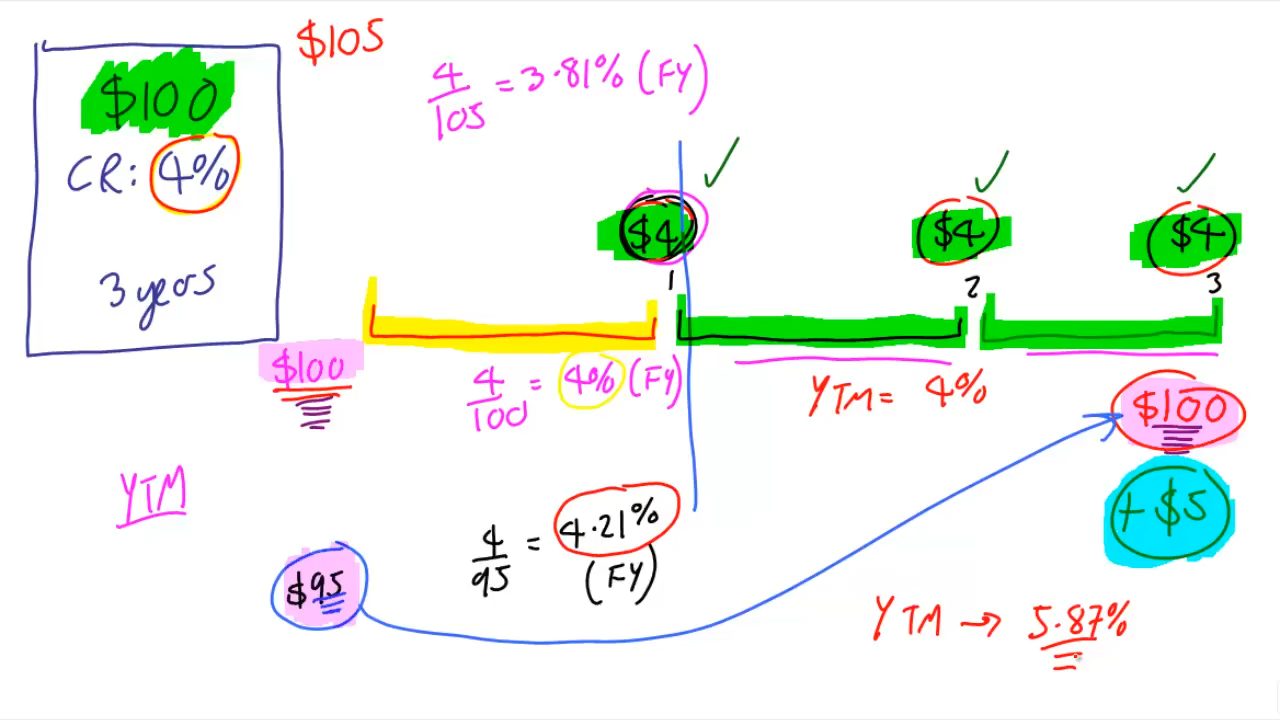 $105
$100
CR: 4%
3 years
4/105 = 3.81% (FY)
$4
$4
$4
1
2
3
$100
4/100 = 4% (FY)
YTM = 4%
$100
+ $5
YTM
$95
4/95 = 4.21%
(FY)
YTM → 5.87%